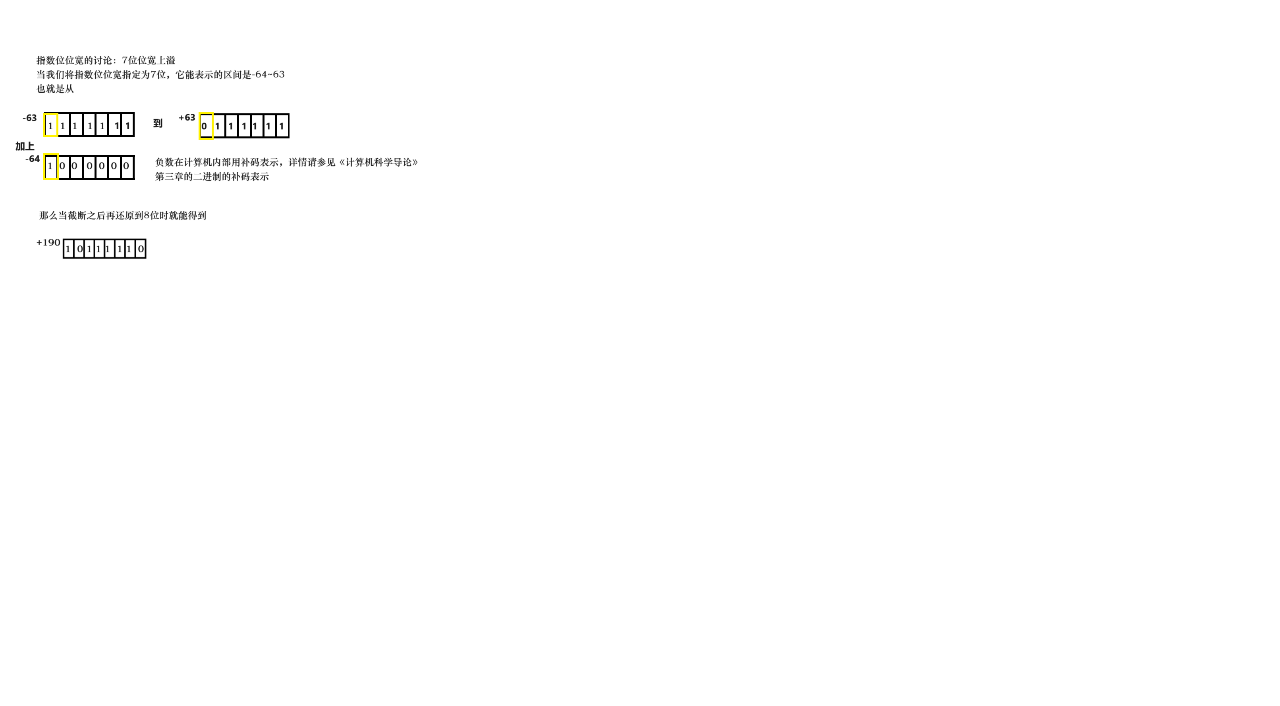 指数位位宽的讨论：7位位宽上溢
当我们将指数位位宽指定为7位，它能表示的区间是-64~63
也就是从
-63 1 1 1 1 1 1 1 到 +63 0 1 1 1 1 1 1
加上
-64 1 0 0 0 0 0 0 负数在计算机内部用补码表示，详情请参见《计算机科学导论》
第三章的二进制的补码表示
那么当截断之后再还原到8位时就能得到
+190 1 0 1 1 1 1 1 0